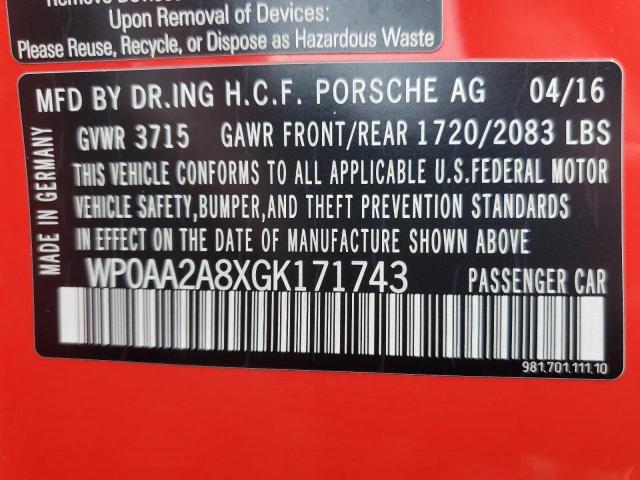 Upon Removal of Devices:
Please Reuse, Recycle, or Dispose as Hazardous Waste
MFD BY DR.ING H.C.F. PORSCHE AG 04/16
GVWR 3715 GAWR FRONT/REAR 1720/2083 LBS
THIS VEHICLE CONFORMS TO ALL APPLICABLE U.S.FEDERAL MOTOR
VEHICLE SAFETY,BUMPER,AND THEFT PREVENTION STANDARDS
IN EFFECT ON THE DATE OF MANUFACTURE SHOWN ABOVE.
MADE IN GERMANY
WP0AA2A8XGK171743 PASSENGER CAR
981.701.111.10